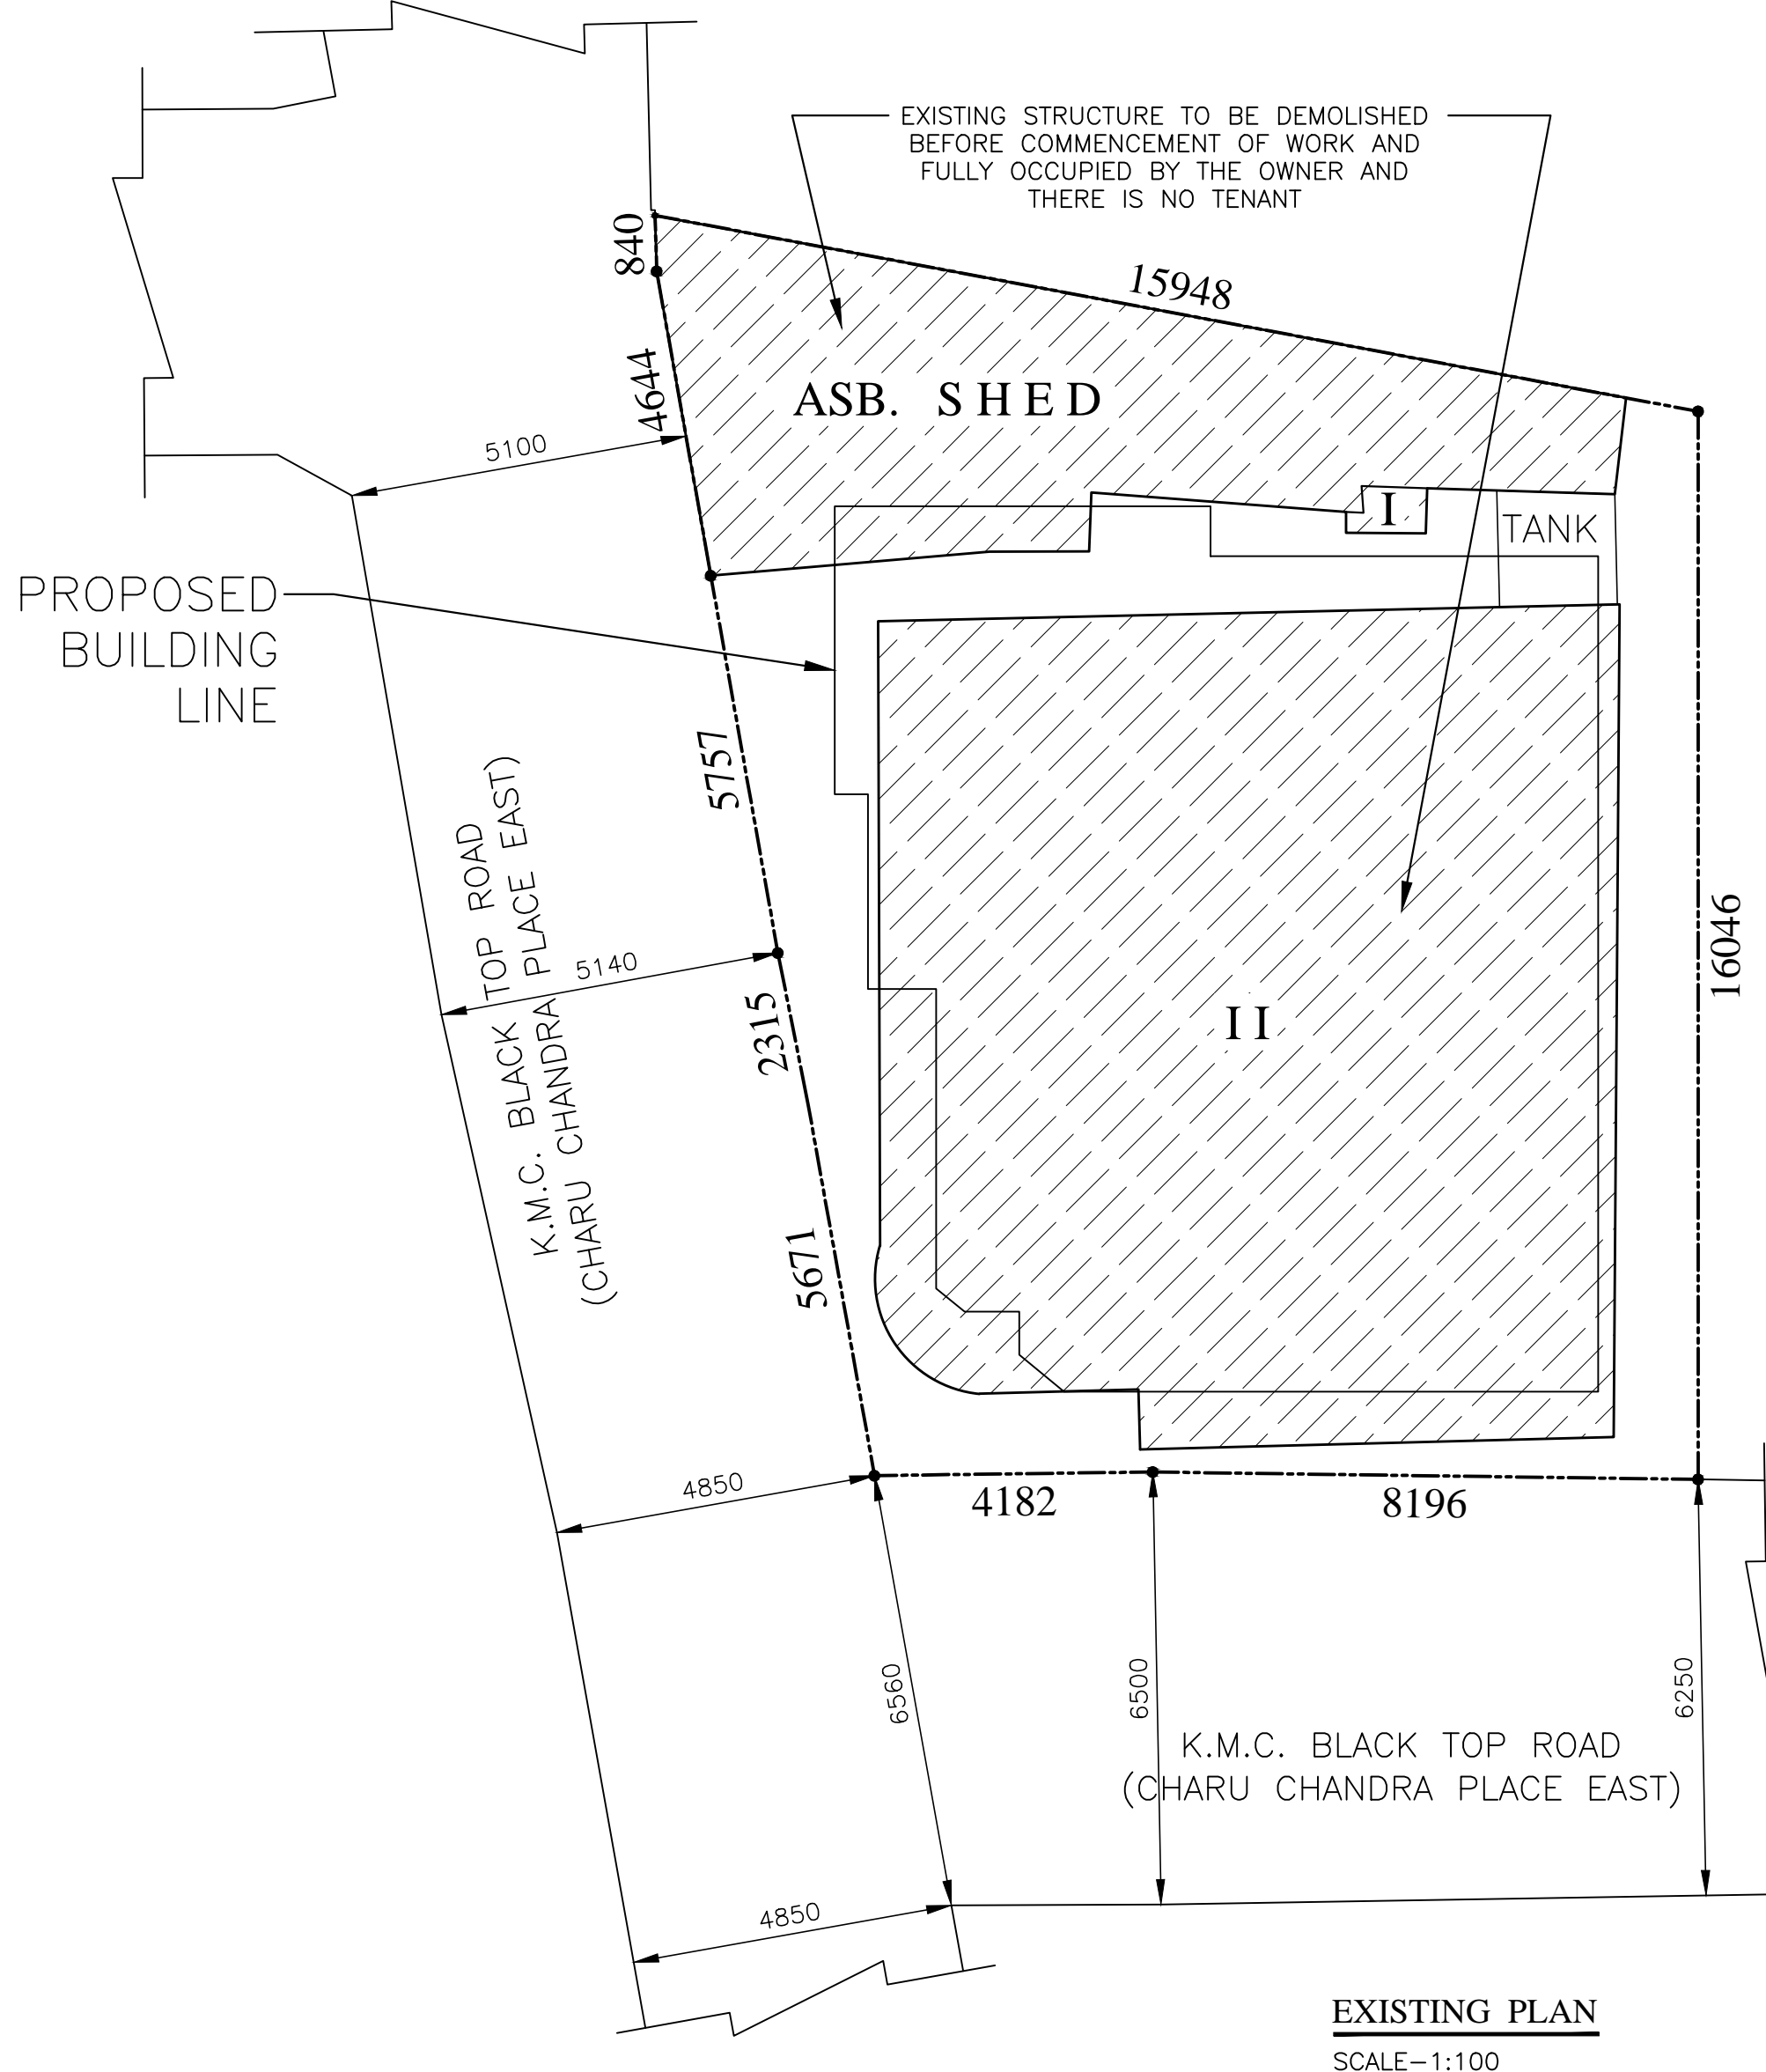 EXISTING STRUCTURE TO BE DEMOLISHED
BEFORE COMMENCEMENT OF WORK AND
FULLY OCCUPIED BY THE OWNER AND
THERE IS NO TENANT
840
15948
4644
ASB. SHED
5100
I
TANK
PROPOSED
BUILDING
LINE
5757
K.M.C. BLACK TOP ROAD
(CHARU CHANDRA PLACE EAST)
5140
2315
16046
II
5671
4850
4182
8196
6560
6500
6250
K.M.C. BLACK TOP ROAD
(CHARU CHANDRA PLACE EAST)
4850
EXISTING PLAN
SCALE-1:100